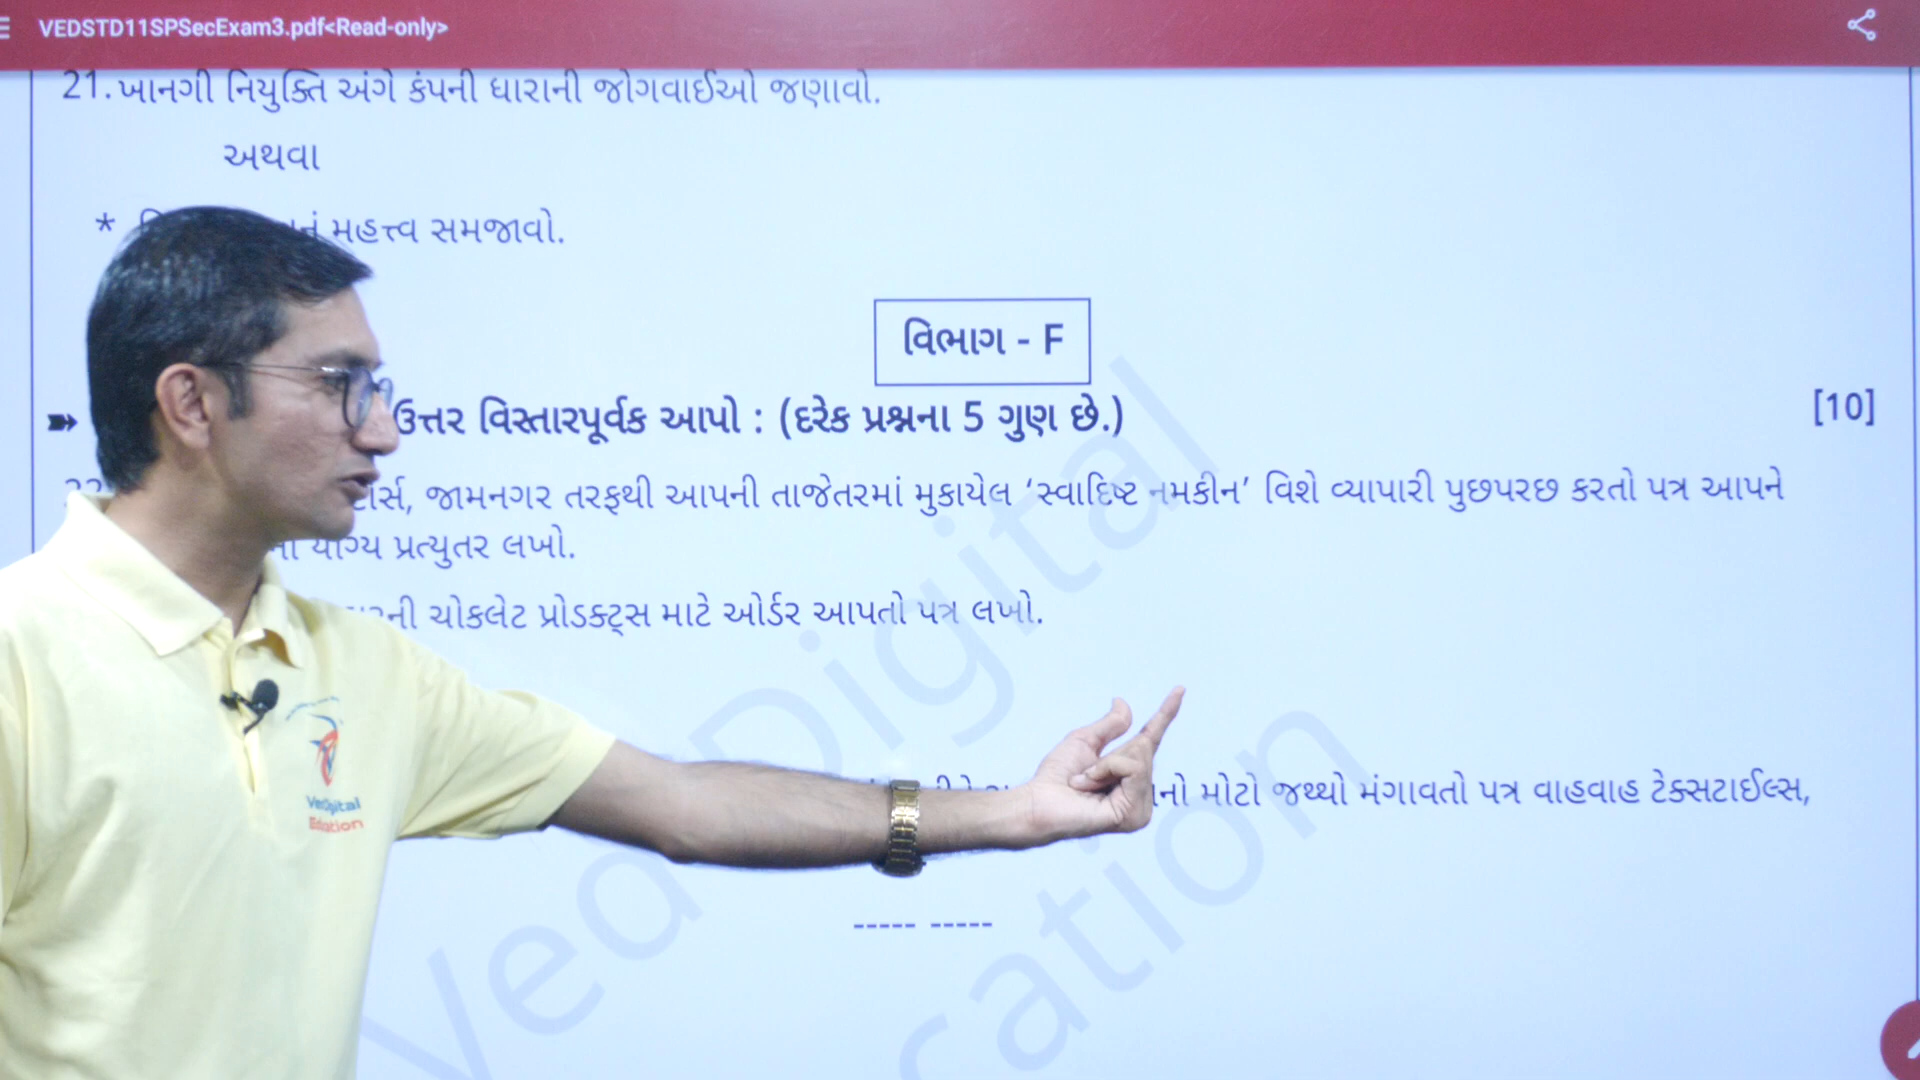 VEDSTD11SPSecExam3.pdf<Read-only>
21. ખાનગી નિયુક્તિ અંગે કંપની ધારાની જોગવાઈઓ જણાવો.
અથવા
* મહત્ત્વ સમજાવો.
વિભાગ - F
ઉત્તર વિસ્તારપૂર્વક આપો : (દરેક પ્રશ્નના 5 ગુણ છે.) [10]
જામનગર તરફથી આપની તાજેતરમાં મુકાયેલ ‘સ્વાદિષ્ટ નમકીન’ વિશે વ્યાપારી પુછપરછ કરતો પત્ર આપને
યોગ્ય પ્રત્યુતર લખો.
ચોકલેટ પ્રોડક્ટ્સ માટે ઓર્ડર આપતો પત્ર લખો.
મોટો જથ્થો મંગાવતો પત્ર વાહવાહ ટેક્સટાઈલ્સ,
----- -----
VedDigital
Education